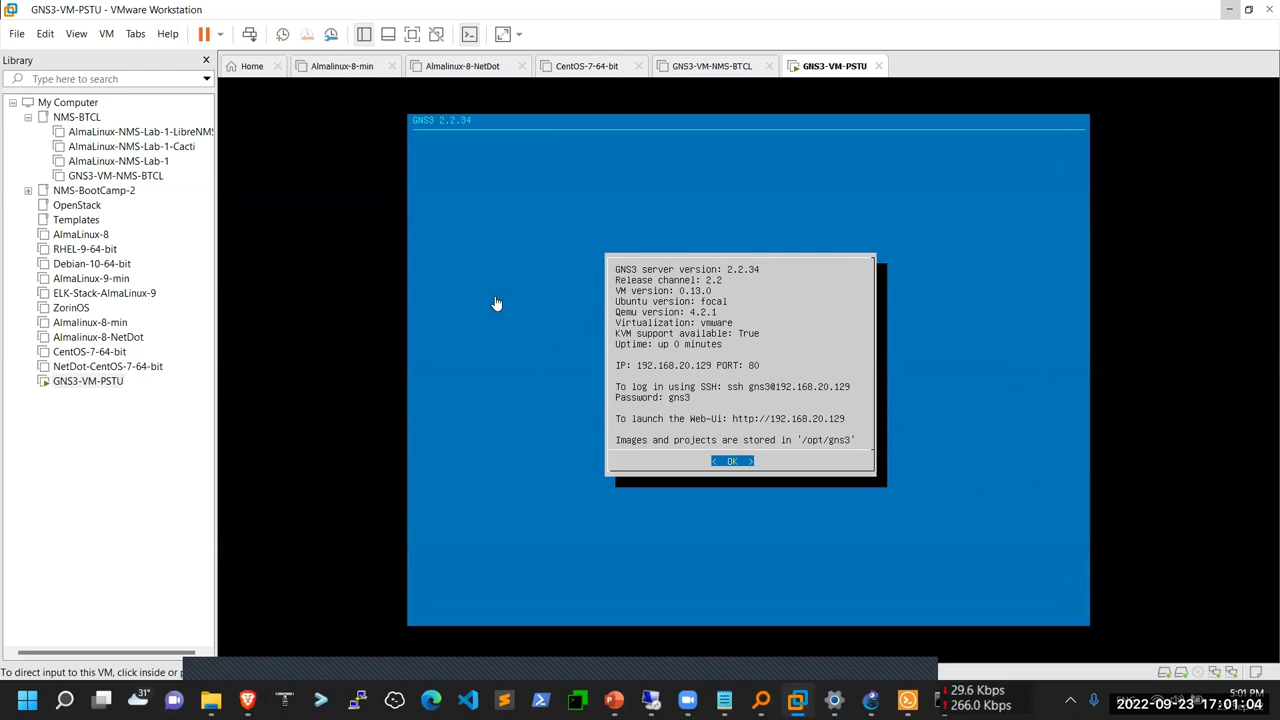 GNS3-VM-PSTU - VMware Workstation
File Edit View VM Tabs Help
Library
Type here to search
Home
Almalinux-8-min
Almalinux-8-NetDot
CentOS-7-64-bit
GNS3-VM-NMS-BTCL
GNS3-VM-PSTU
My Computer
NMS-BTCL
AlmaLinux-NMS-Lab-1-LibreNMS
AlmaLinux-NMS-Lab-1-Cacti
AlmaLinux-NMS-Lab-1
GNS3-VM-NMS-BTCL
NMS-BootCamp-2
OpenStack
Templates
AlmaLinux-8
RHEL-9-64-bit
Debian-10-64-bit
AlmaLinux-9-min
ELK-Stack-AlmaLinux-9
ZorinOS
Almalinux-8-min
Almalinux-8-NetDot
CentOS-7-64-bit
NetDot-CentOS-7-64-bit
GNS3-VM-PSTU
GNS3 2.2.34
GNS3 server version: 2.2.34
Release channel: 2.2
VM version: 0.13.0
Ubuntu version: focal
Qemu version: 4.2.1
Virtualization: vmware
KVM support available: True
Uptime: up 0 minutes
IP: 192.168.20.129 PORT: 80
To log in using SSH: ssh gns3@192.168.20.129
Password: gns3
To launch the Web-Ui: http://192.168.20.129
Images and projects are stored in '/opt/gns3'
< OK >
To direct input to this VM, click inside or p
31°
29.6 Kbps
266.0 Kbps
5:01 PM
2022-09-23 17:01:04